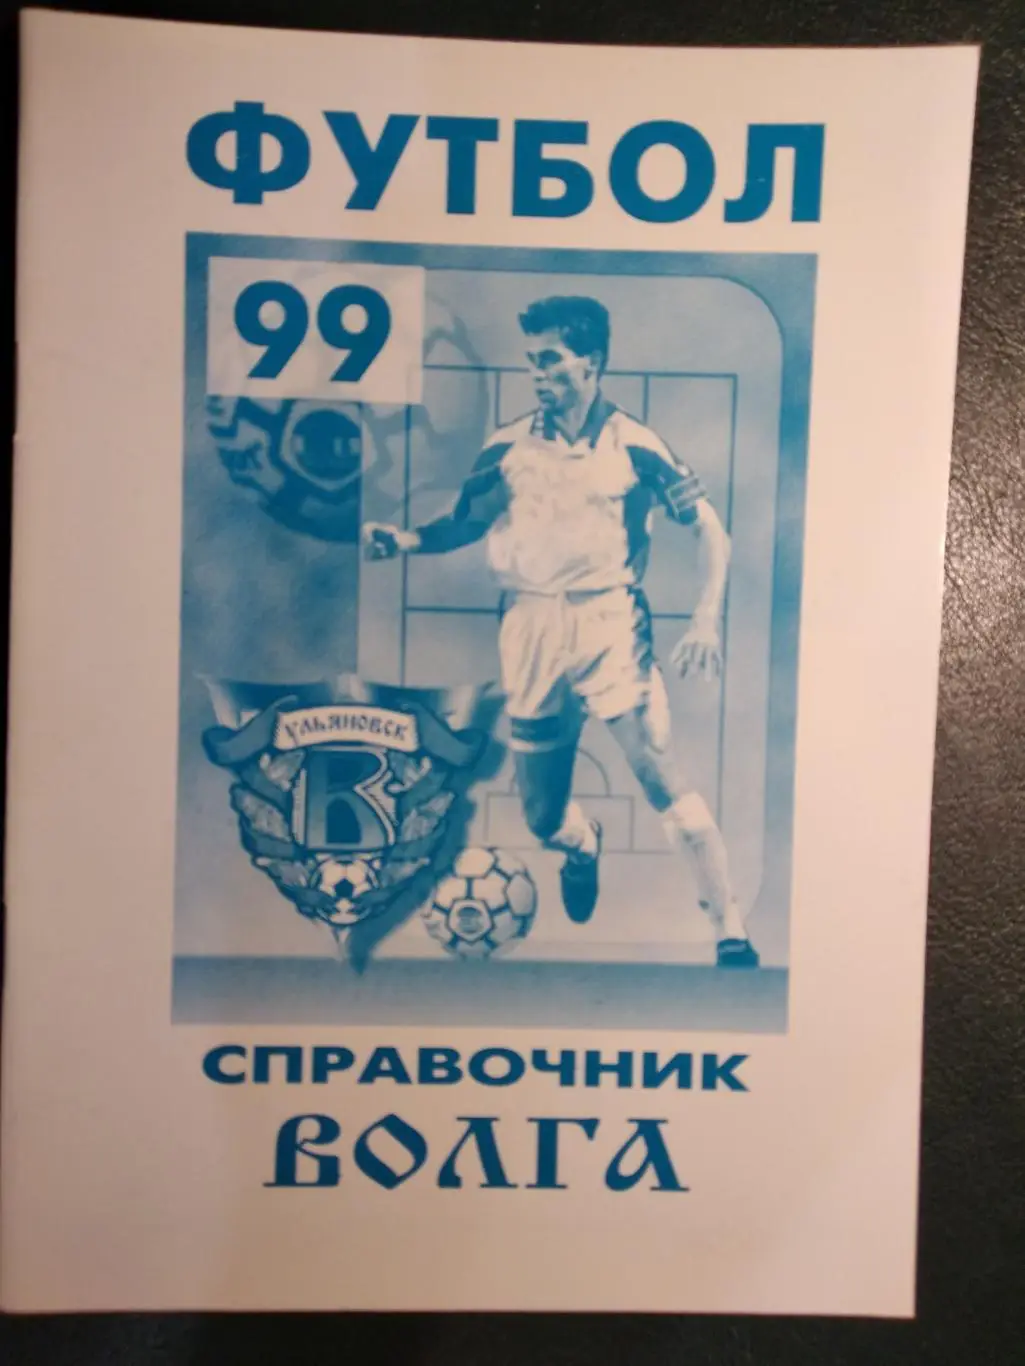 ФУТБОЛ
99
УЛЬЯНОВСК
В
СПРАВОЧНИК
ВОЛГА